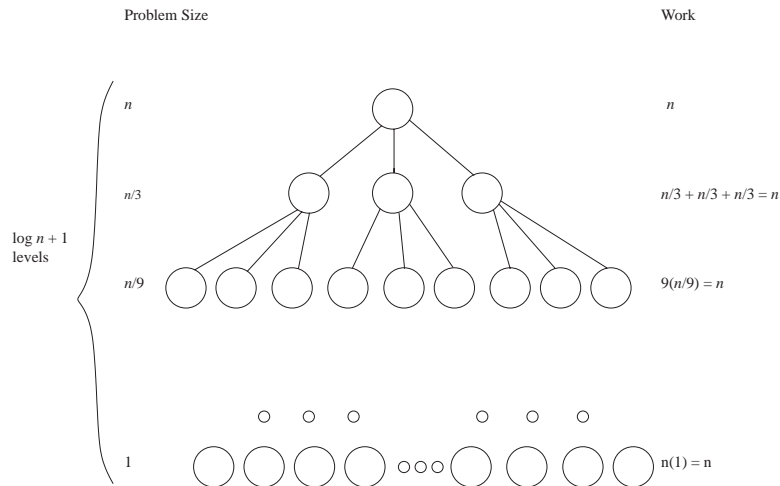 Problem Size
Work
n
n
n/3
n/3 + n/3 + n/3 = n
log n + 1
levels
n/9
9(n/9) = n
1
n(1) = n